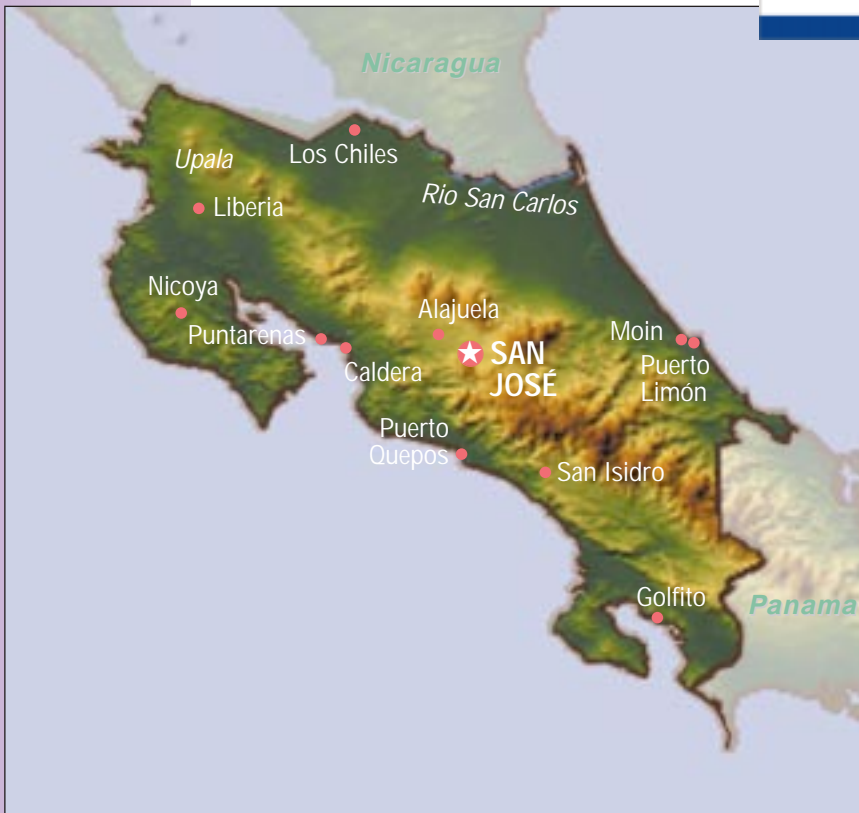 Nicaragua
Upala
Los Chiles
Rio San Carlos
Liberia
Nicoya
Alajuela
Puntarenas
Moin
SAN
JOSÉ
Caldera
Puerto
Limón
Puerto
Quepos
San Isidro
Golfito
Panama